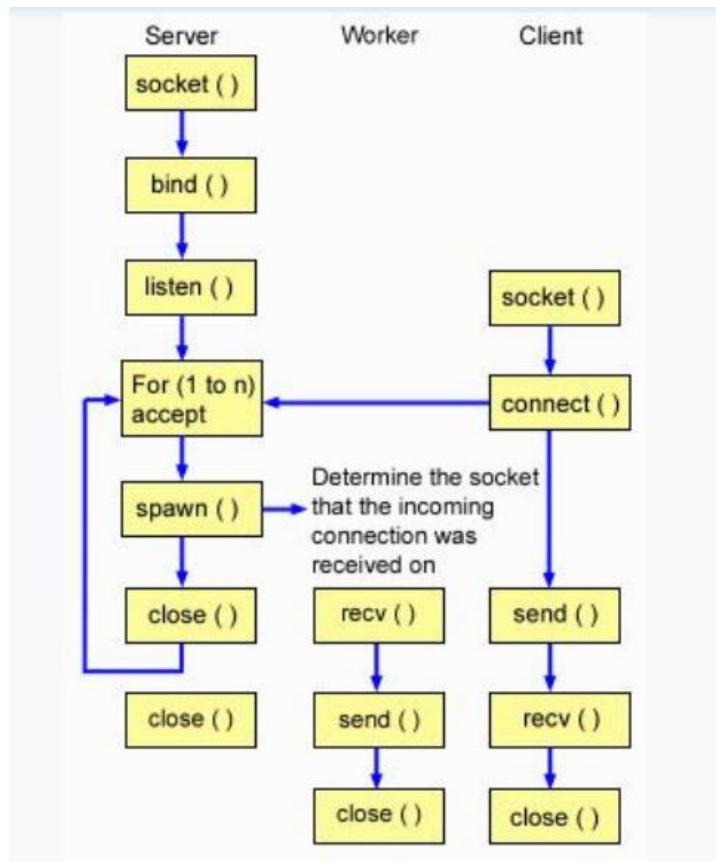 Server
Worker
Client
socket ( )
bind ( )
listen ( )
socket ( )
For (1 to n)
accept
connect ( )
spawn ( )
Determine the socket
that the incoming
connection was
received on
close ( )
recv ( )
send ( )
close ( )
send ( )
recv ( )
close ( )
close ( )